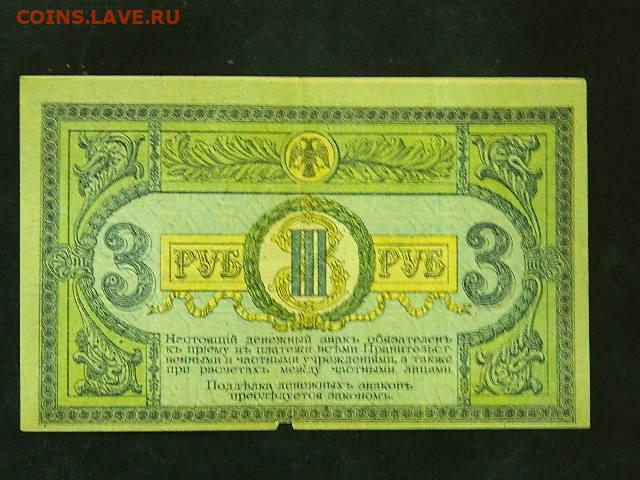 COINS.LAVE.RU
3 РУБ III 3 РУБ 3
Настоящій денежный знакъ обязателенъ
къ пріему въ платежи всѣми Правительст-
венными и частными учрежденіями, а также
при расчетахъ между частными лицами.
Поддѣлка денежныхъ знаковъ
преслѣдуется закономъ.